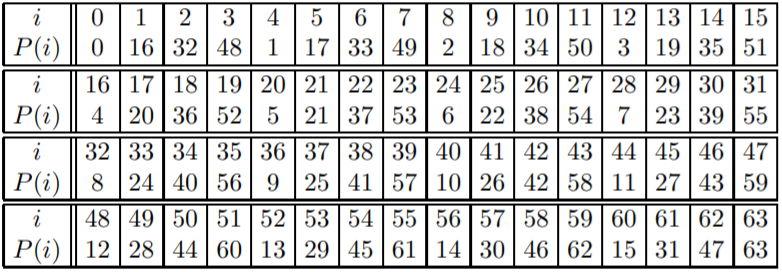 i 0 1 2 3 4 5 6 7 8 9 10 11 12 13 14 15
P(i) 0 16 32 48 1 17 33 49 2 18 34 50 3 19 35 51
i 16 17 18 19 20 21 22 23 24 25 26 27 28 29 30 31
P(i) 4 20 36 52 5 21 37 53 6 22 38 54 7 23 39 55
i 32 33 34 35 36 37 38 39 40 41 42 43 44 45 46 47
P(i) 8 24 40 56 9 25 41 57 10 26 42 58 11 27 43 59
i 48 49 50 51 52 53 54 55 56 57 58 59 60 61 62 63
P(i) 12 28 44 60 13 29 45 61 14 30 46 62 15 31 47 63